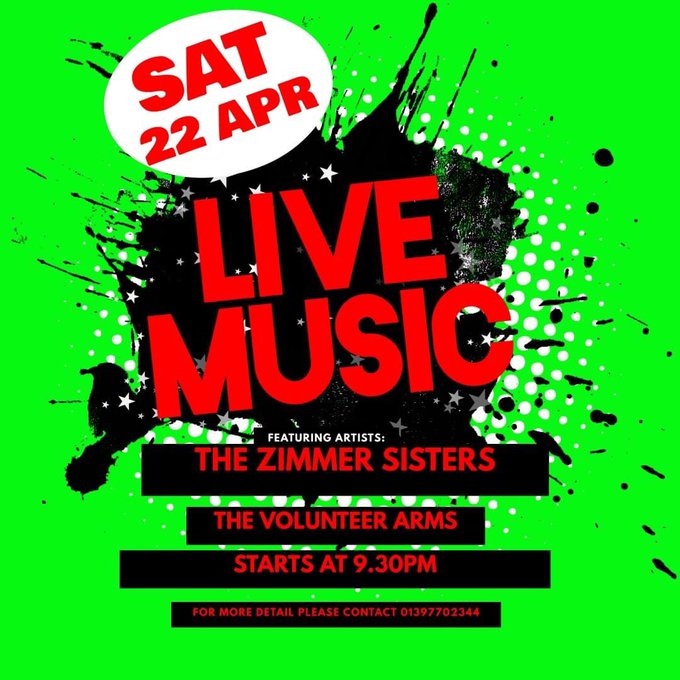 SAT
22 APR
LIVE
MUSIC
FEATURING ARTISTS:
THE ZIMMER SISTERS
THE VOLUNTEER ARMS
STARTS AT 9.30PM
FOR MORE DETAIL PLEASE CONTACT 01397702344